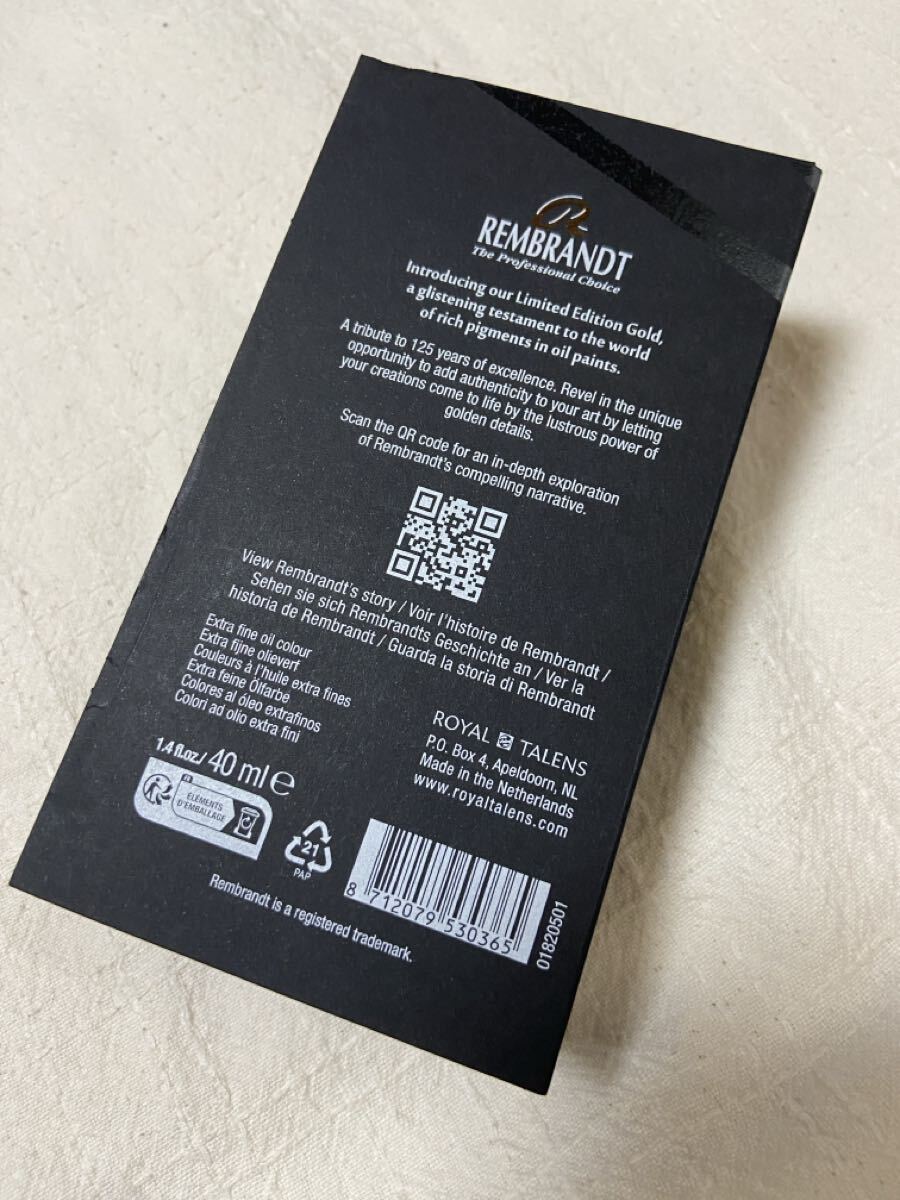 R
REMBRANDT
The Professional Choice
Introducing our Limited Edition Gold,
a glistening testament to the world
of rich pigments in oil paints.
A tribute to 125 years of excellence. Revel in the unique
opportunity to add authenticity to your art by letting
your creations come to life by the lustrous power of
golden details.
Scan the QR code for an in-depth exploration
of Rembrandt's compelling narrative.
View Rembrandt's story / Voir l'histoire de Rembrandt /
Sehen sie sich Rembrandts Geschichte an / Ver la
historia de Rembrandt / Guarda la storia di Rembrandt
Extra fine oil colour
Extra fijne olieverf
Couleurs à l'huile extra fines
Extra feine Ölfarbe
Colores al óleo extrafinos
Colori ad olio extra fini
1.4 fl.oz./ 40 ml ℮
ÉLÉMENTS
D'EMBALLAGE
21
PAP
ROYAL TALENS
P.O. Box 4, Apeldoorn, NL
Made in the Netherlands
www.royaltalens.com
8 712079 530365
01820501
Rembrandt is a registered trademark.